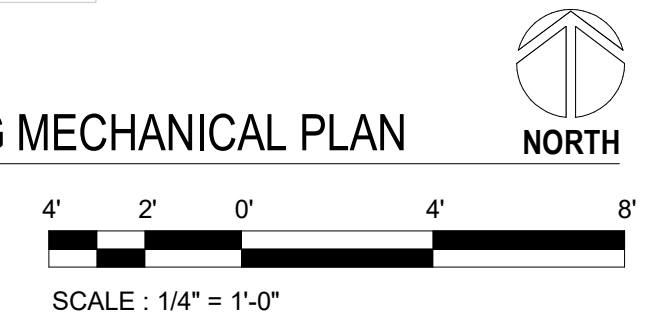 NORTH
MECHANICAL PLAN
4' 2' 0' 4' 8'
SCALE : 1/4" = 1'-0"